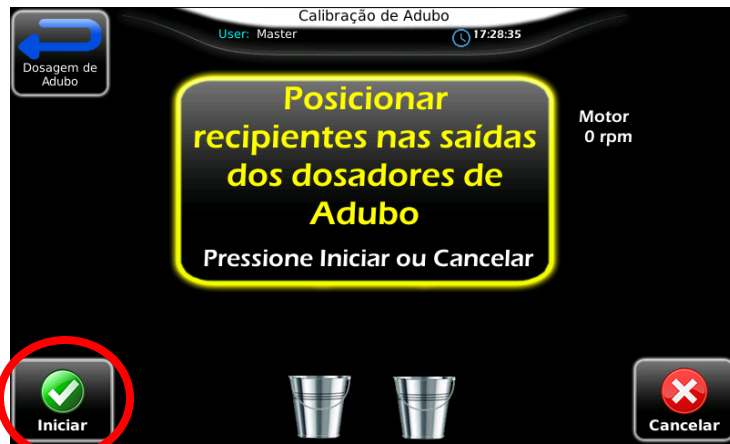 Calibração de Adubo
User: Master
17:28:35
Dosagem de
Adubo
Posicionar
recipientes nas saídas
dos dosadores de
Adubo
Pressione Iniciar ou Cancelar
Motor
0 rpm
Iniciar
Cancelar